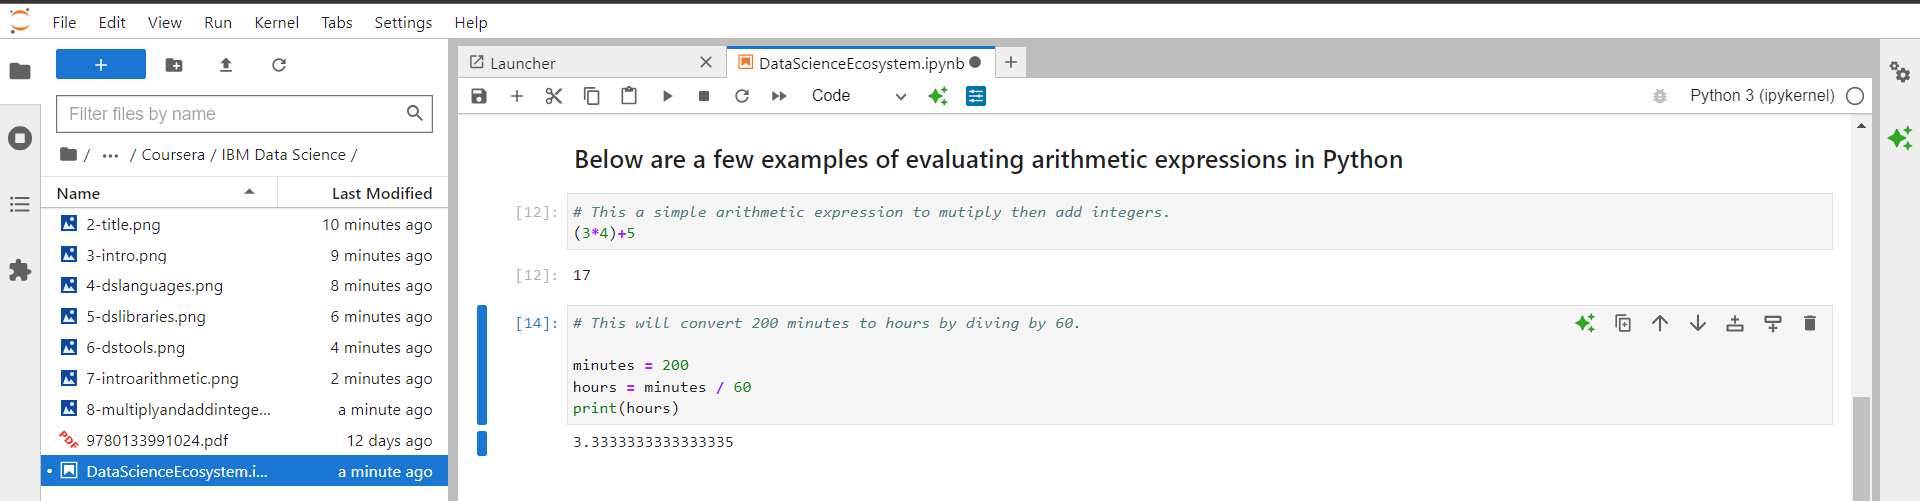 File Edit View Run Kernel Tabs Settings Help
Filter files by name
/ ... / Coursera / IBM Data Science /
Name Last Modified
2-title.png 10 minutes ago
3-intro.png 9 minutes ago
4-dslanguages.png 8 minutes ago
5-dslibraries.png 6 minutes ago
6-dstools.png 4 minutes ago
7-introarithmetic.png 2 minutes ago
8-multiplyandaddintege... a minute ago
PDF 9780133991024.pdf 12 days ago
DataScienceEcosystem.i... a minute ago
Launcher DataScienceEcosystem.ipynb
Code Python 3 (ipykernel)
Below are a few examples of evaluating arithmetic expressions in Python
[12]: # This a simple arithmetic expression to mutiply then add integers.
(3*4)+5
[12]: 17
[14]: # This will convert 200 minutes to hours by diving by 60.
minutes = 200
hours = minutes / 60
print(hours)
3.3333333333333335